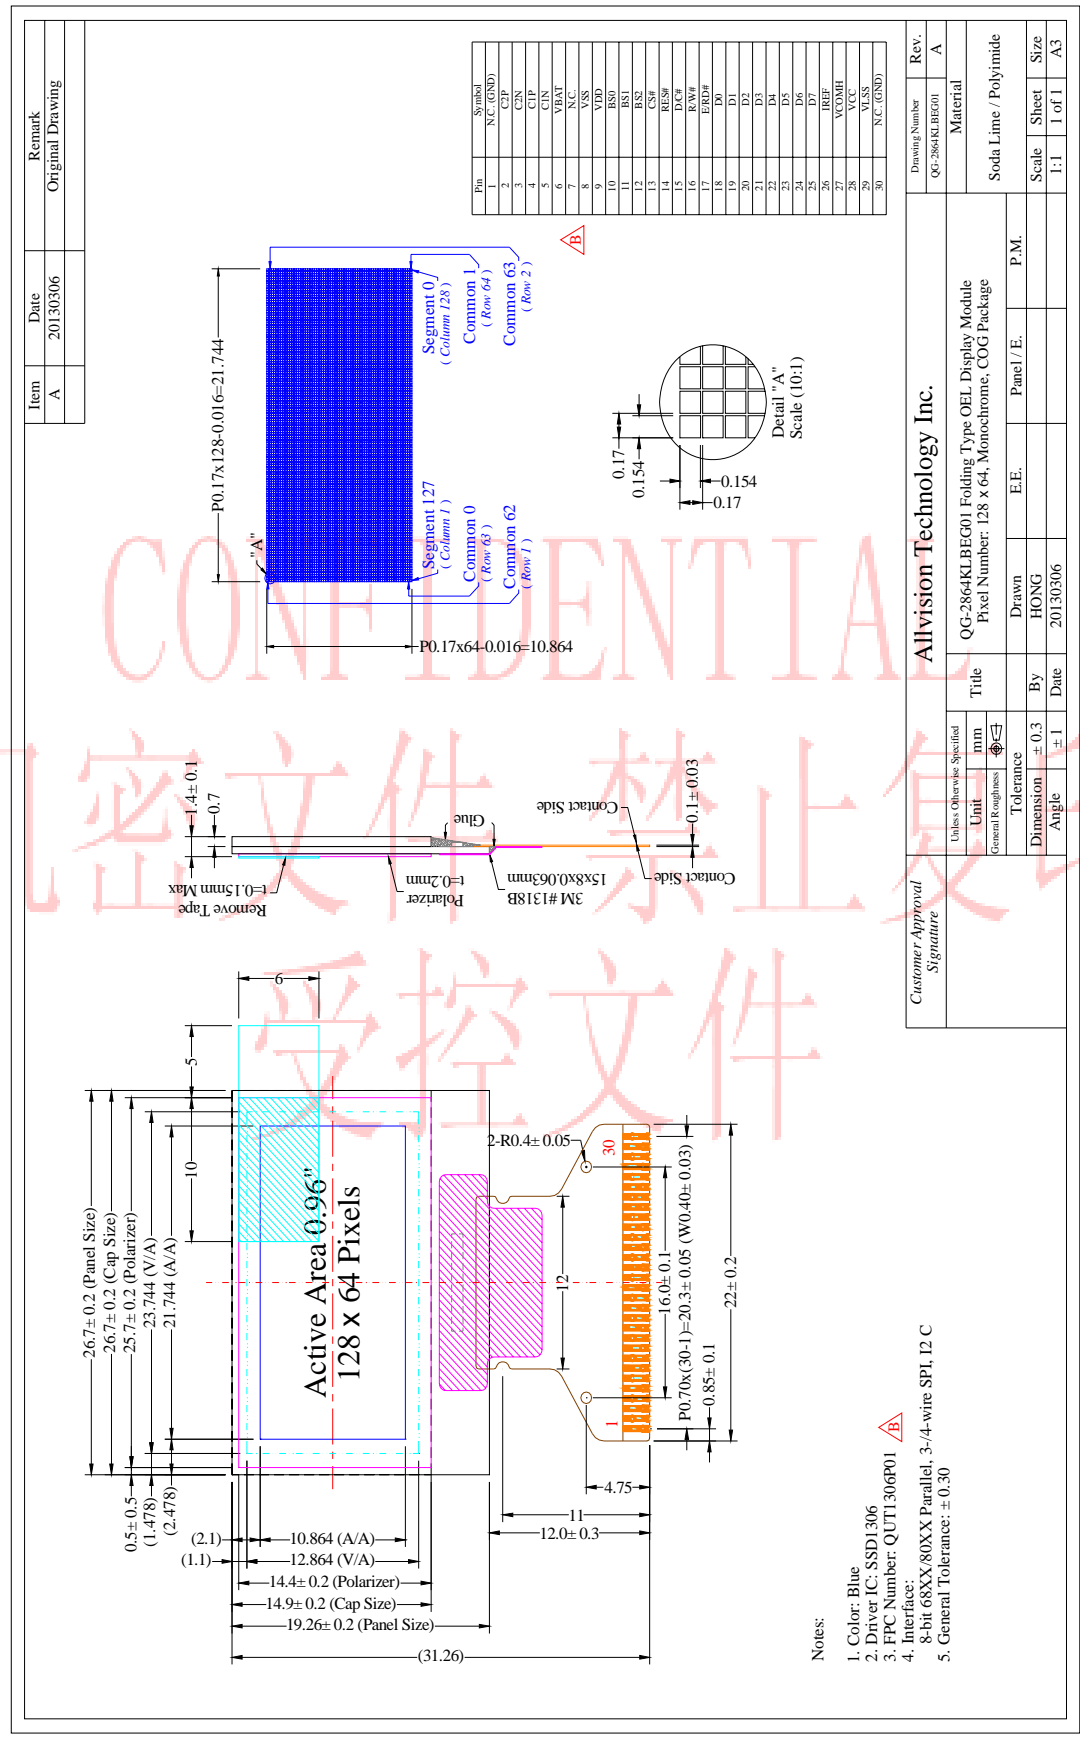 Item Date Remark
A 20130306 Original Drawing
"A"
P0.17x128-0.016=21.744
P0.17x64-0.016=10.864
Segment 127
( Column 1 )
Common 0
( Row 63 )
Common 62
( Row 1 )
Segment 0
( Column 128 )
Common 1
( Row 64 )
Common 63
( Row 2 )
0.17
0.154
0.154
0.17
Detail "A"
Scale (10:1)
B
Pin Symbol
1 N.C. (GND)
2 C2P
3 C2N
4 C1P
5 C1N
6 VBAT
7 N.C.
8 VSS
9 VDD
10 BS0
11 BS1
12 BS2
13 CS#
14 RES#
15 D/C#
16 R/W#
17 E/RD#
18 D0
19 D1
20 D2
21 D3
22 D4
23 D5
24 D6
25 D7
26 IREF
27 VCOMH
28 VCC
29 VLSS
30 N.C. (GND)
1.4± 0.1
0.7
Remove Tape
t=0.15mm Max
Polarizer
t=0.2mm
3M #1318B
15x8x0.063mm
Glue
Contact Side
Contact Side
0.1± 0.03
26.7± 0.2 (Panel Size)
26.7± 0.2 (Cap Size)
25.7± 0.2 (Polarizer)
23.744 (V/A)
21.744 (A/A)
10
5
6
0.5± 0.5
(1.478)
(2.478)
(2.1)
(1.1)
10.864 (A/A)
12.864 (V/A)
14.4± 0.2 (Polarizer)
14.9± 0.2 (Cap Size)
19.26± 0.2 (Panel Size)
(31.26)
Active Area 0.96"
128 x 64 Pixels
2-R0.4± 0.05
30
1
12
16.0± 0.1
P0.70x(30-1)=20.3± 0.05 (W0.40± 0.03)
0.85± 0.1
22± 0.2
4.75
11
12.0± 0.3
Notes:
1. Color: Blue
2. Driver IC: SSD1306
3. FPC Number: QUT1306P01
B
4. Interface:
8-bit 68XX/80XX Parallel, 3-/4-wire SPI, I2 C
5. General Tolerance: ± 0.30
Customer Approval
Signature
Unless Otherwise Specified
Unit mm
General Roughness
Tolerance
Dimension ± 0.3
Angle ± 1
Allvision Technology Inc.
Title
QG-2864KLBEG01 Folding Type OEL Display Module
Pixel Number: 128 x 64, Monochrome, COG Package
Drawn E.E. Panel / E. P.M.
By HONG
Date 20130306
Drawing Number Rev.
QG-2864KLBEG01 A
Material
Soda Lime / Polyimide
Scale Sheet Size
1:1 1 of 1 A3
CONFIDENTIAL
机密文件 禁止复印
受控文件